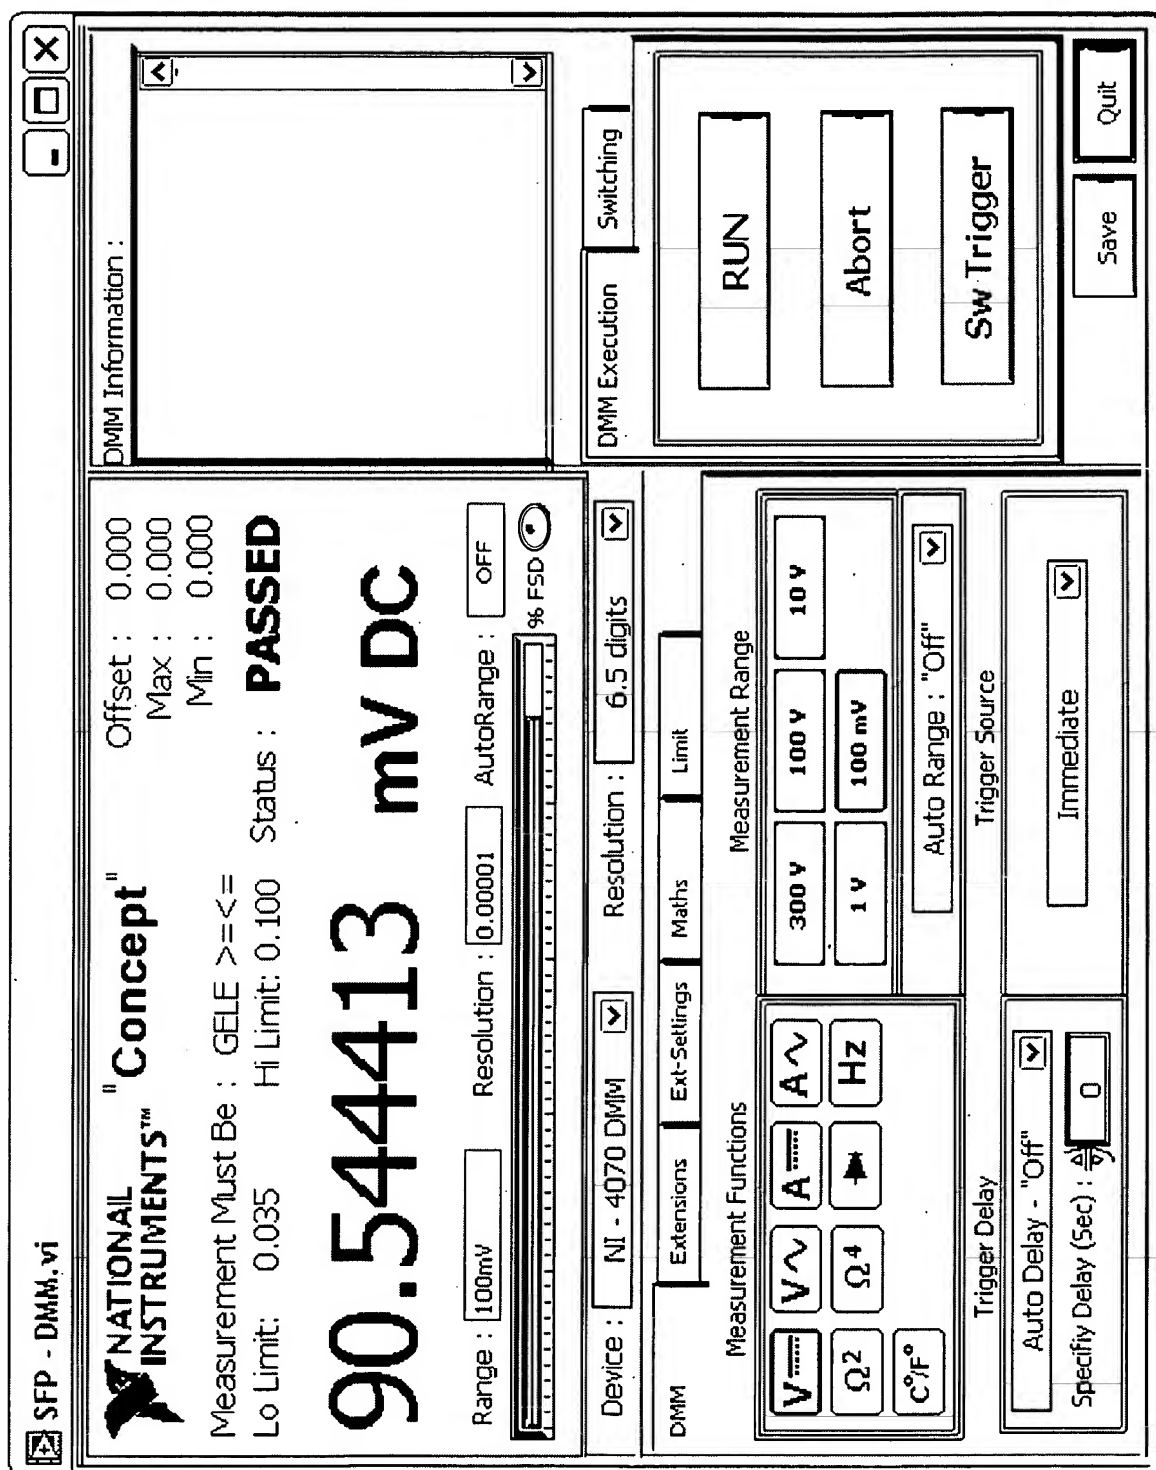 SFP - DMM.vi
NATIONAL
INSTRUMENTS™
"Concept"
Offset : 0.000
Max : 0.000
Min : 0.000
Measurement Must Be : GELE >=<=
Lo Limit: 0.035 Hi Limit: 0.100 Status : PASSED
90.54413 mV DC
Range : 100mV Resolution : 0.00001 AutoRange : OFF
% FSD
Device : NI - 4070 DMM Resolution : 6.5 digits
DMM Extensions Ext-Settings Maths Limit
Measurement Functions
V V A A
Ω2 Ω4 Hz
C°/F°
Measurement Range
300 V 100 V 10 V
1 V 100 mV
Auto Range : "Off"
Trigger Delay
Auto Delay - "Off"
Specifiy Delay (Sec) : 0
Trigger Source
Immediate
DMM Information :
DMM Execution Switching
RUN
Abort
Sw Trigger
Save Quit